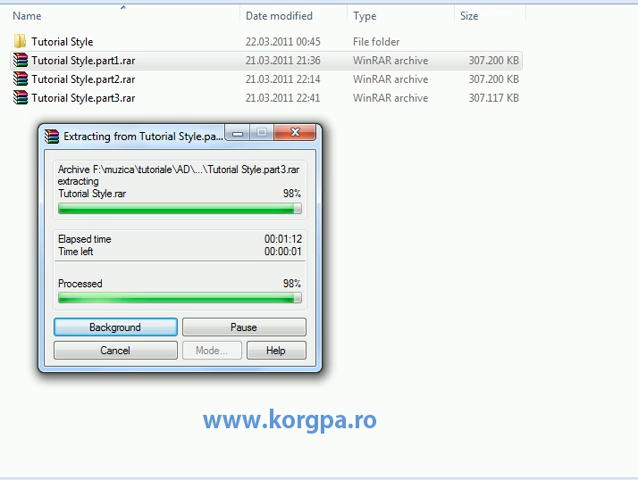 Name Date modified Type Size
Tutorial Style 22.03.2011 00:45 File folder
Tutorial Style.part1.rar 21.03.2011 21:36 WinRAR archive 307.200 KB
Tutorial Style.part2.rar 21.03.2011 22:14 WinRAR archive 307.200 KB
Tutorial Style.part3.rar 21.03.2011 22:41 WinRAR archive 307.117 KB
Extracting from Tutorial Style.pa...
Archive F:\muzica\tutoriale\AD\...\Tutorial Style.part3.rar
extracting
Tutorial Style.rar 98%
Elapsed time 00:01:12
Time left 00:00:01
Processed 98%
Background Pause
Cancel Mode... Help
www.korgpa.ro